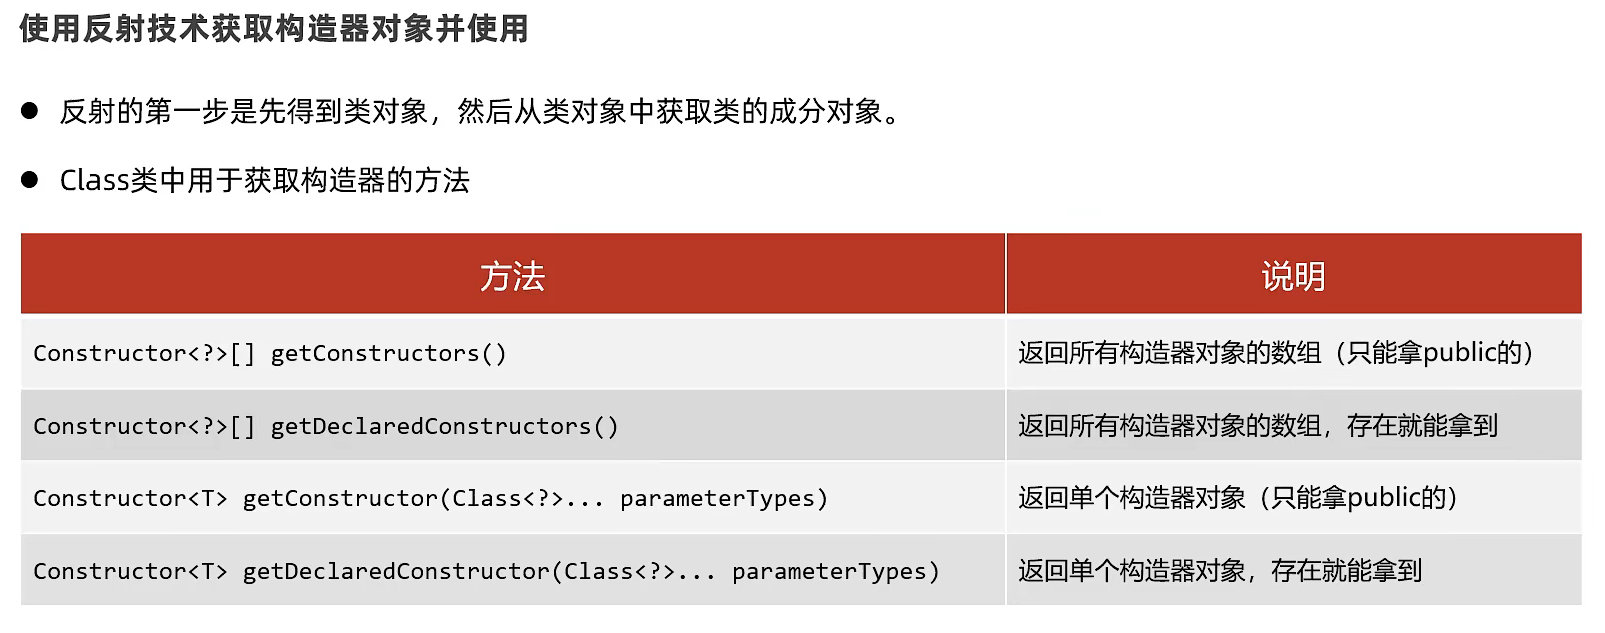 使用反射技术获取构造器对象并使用
● 反射的第一步是先得到类对象，然后从类对象中获取类的成分对象。
● Class类中用于获取构造器的方法
方法 说明
Constructor<?>[] getConstructors() 返回所有构造器对象的数组（只能拿public的）
Constructor<?>[] getDeclaredConstructors() 返回所有构造器对象的数组，存在就能拿到
Constructor<T> getConstructor(Class<?>... parameterTypes) 返回单个构造器对象（只能拿public的）
Constructor<T> getDeclaredConstructor(Class<?>... parameterTypes) 返回单个构造器对象，存在就能拿到